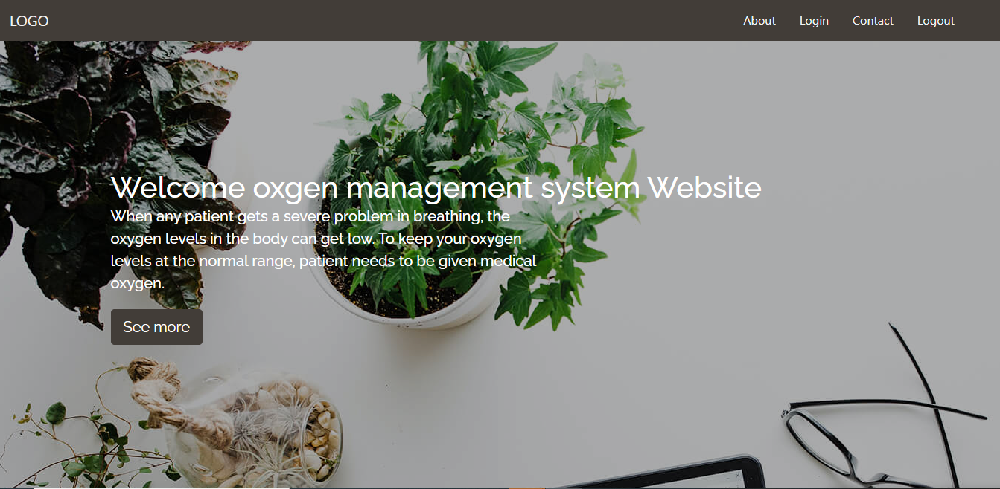 LOGO
About Login Contact Logout
Welcome oxgen management system Website
When any patient gets a severe problem in breathing, the
oxygen levels in the body can get low. To keep your oxygen
levels at the normal range, patient needs to be given medical
oxygen.
See more